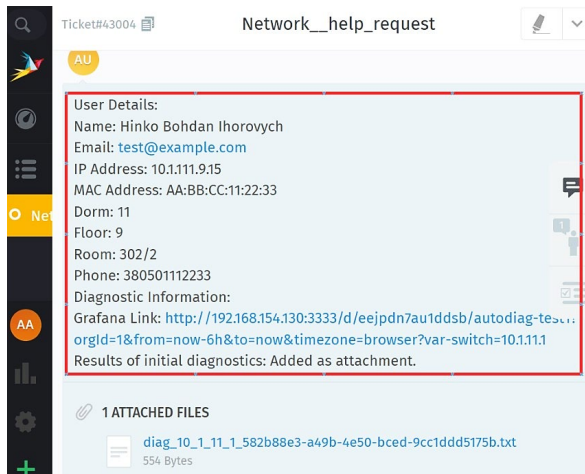 Ticket#43004
Network__help_request
AU
User Details:
Name: Hinko Bohdan Ihorovych
Email: test@example.com
IP Address: 10.1.111.9.15
MAC Address: AA:BB:CC:11:22:33
Dorm: 11
Floor: 9
Net
Room: 302/2
Phone: 380501112233
Diagnostic Information:
AA
Grafana Link: http://192.168.154.130:3333/d/eejpdn7au1ddsb/autodiag-test1?
orgId=1&from=now-6h&to=now&timezone=browser?var-switch=10.1.11.1
Results of initial diagnostics: Added as attachment.
1 ATTACHED FILES
diag_10_1_11_1_582b88e3-a49b-4e50-bced-9cc1ddd5175b.txt
554 Bytes